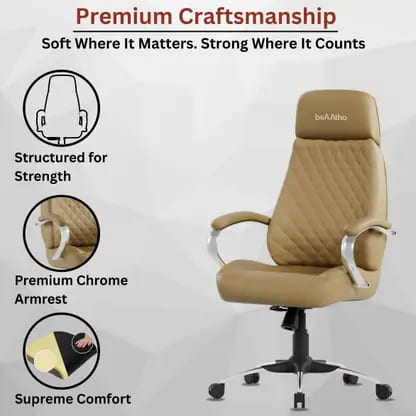 Premium Craftsmanship
Soft Where It Matters. Strong Where It Counts
beAAtho
Structured for
Strength
Premium Chrome
Armrest
Supreme Comfort